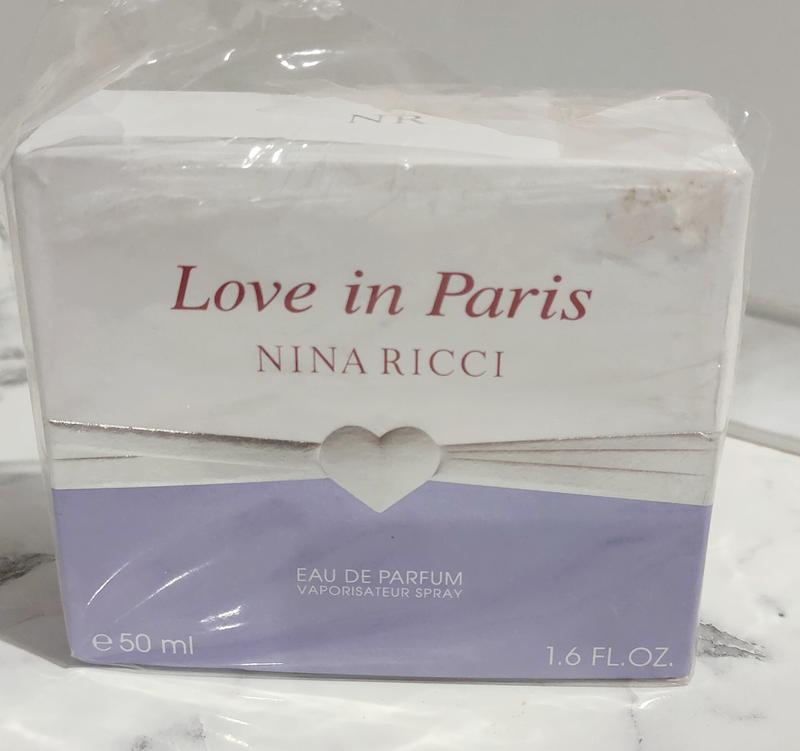 NR
Love in Paris
NINA RICCI
EAU DE PARFUM
VAPORISATEUR SPRAY
℮ 50 ml
1.6 FL.OZ.